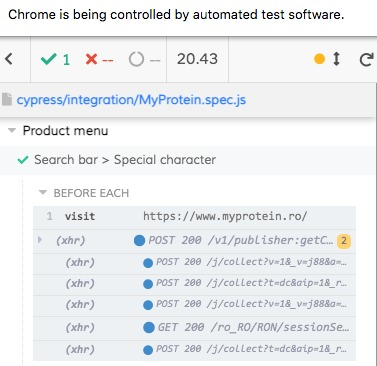 Chrome is being controlled by automated test software.
1 -- -- 20.43
cypress/integration/MyProtein.spec.js
Product menu
Search bar > Special character
BEFORE EACH
1 visit https://www.myprotein.ro/
(xhr) POST 200 /v1/publisher:getC… 2
(xhr) POST 200 /j/collect?v=1&_v=j88&a=…
(xhr) POST 200 /j/collect?t=dc&aip=1&_r…
(xhr) POST 200 /j/collect?v=1&_v=j88&a=…
(xhr) GET 200 /ro_RO/RON/sessionSe…
(xhr) POST 200 /j/collect?t=dc&aip=1&_r…